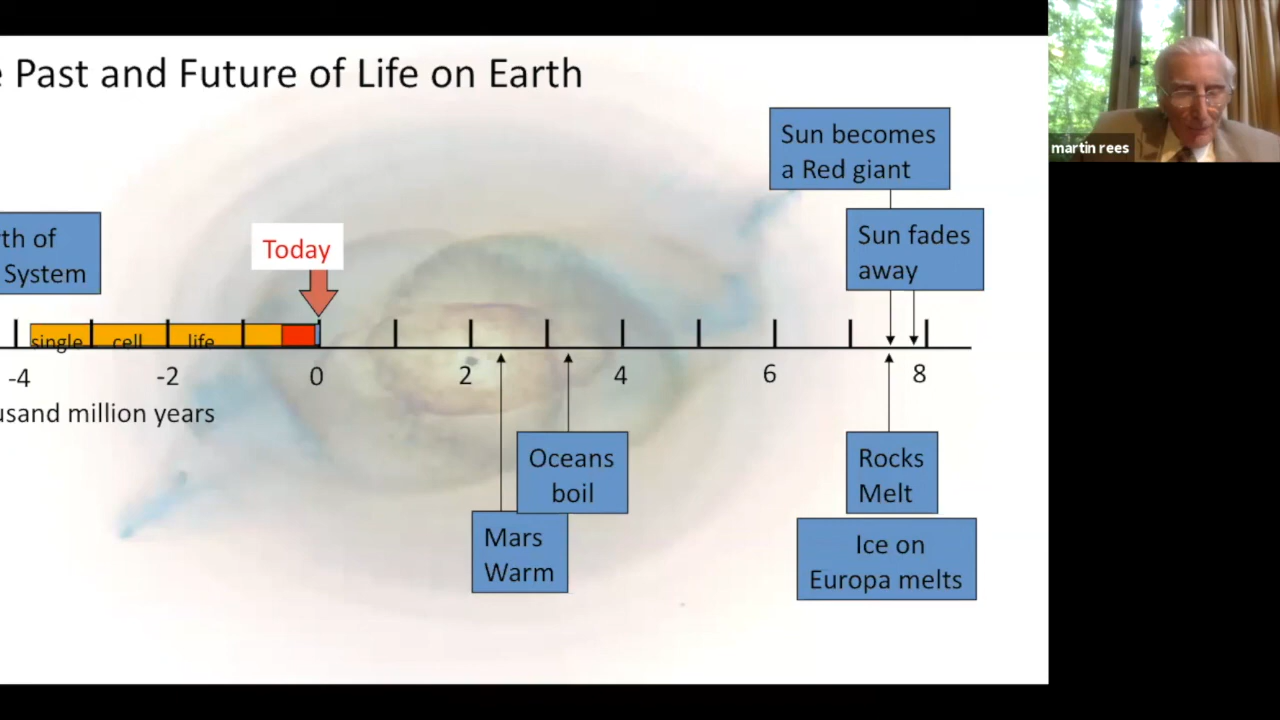 e Past and Future of Life on Earth
martin rees
Sun becomes
a Red giant
th of
System
Today
Sun fades
away
single cell life
-4 -2 0 2 4 6 8
usand million years
Oceans
boil
Mars
Warm
Rocks
Melt
Ice on
Europa melts